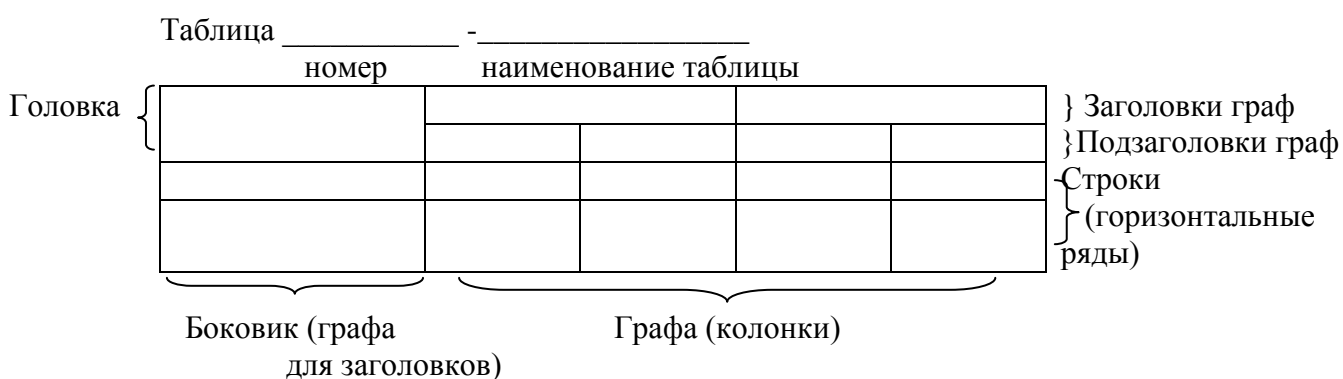 Таблица ___________ -_________________
номер наименование таблицы
Головка } Заголовки граф
}Подзаголовки граф
Строки
(горизонтальные
ряды)
Боковик (графа Графа (колонки)
для заголовков)